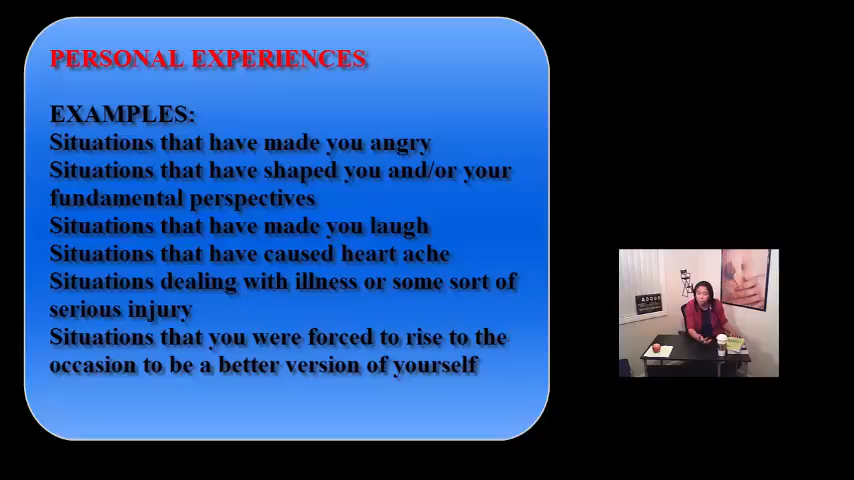 PERSONAL EXPERIENCES
EXAMPLES:
Situations that have made you angry
Situations that have shaped you and/or your
fundamental perspectives
Situations that have made you laugh
Situations that have caused heart ache
Situations dealing with illness or some sort of
serious injury
Situations that you were forced to rise to the
occasion to be a better version of yourself